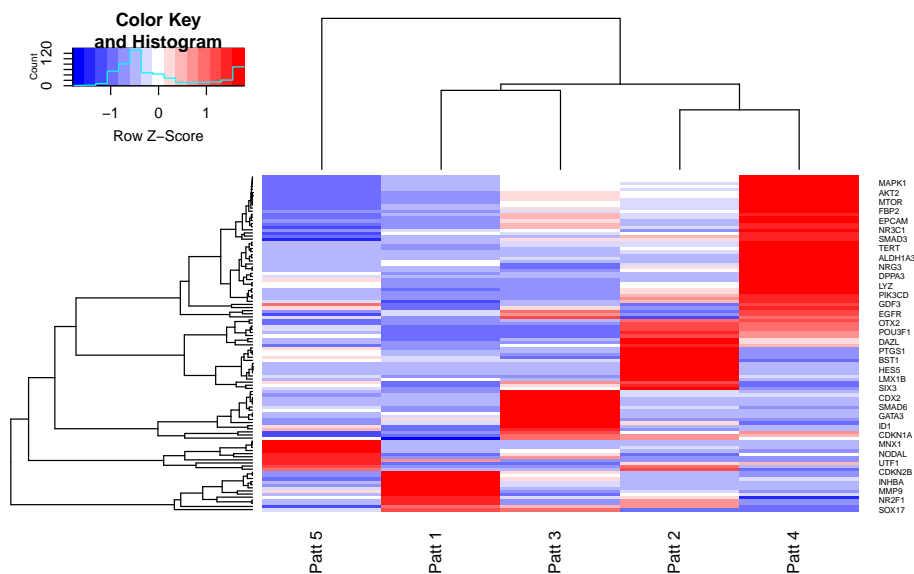 Color Key
and Histogram
Count
0
120
−1
0
1
Row Z−Score
MAPK1
AKT2
MTOR
FBP2
EPCAM
NR3C1
SMAD3
TERT
ALDH1A3
NRG3
DPPA3
LYZ
PIK3CD
GDF3
EGFR
OTX2
POU3F1
DAZL
PTGS1
BST1
HES5
LMX1B
SIX3
CDX2
SMAD6
GATA3
ID1
CDKN1A
MNX1
NODAL
UTF1
CDKN2B
INHBA
MMP9
NR2F1
SOX17
Patt 5
Patt 1
Patt 3
Patt 2
Patt 4